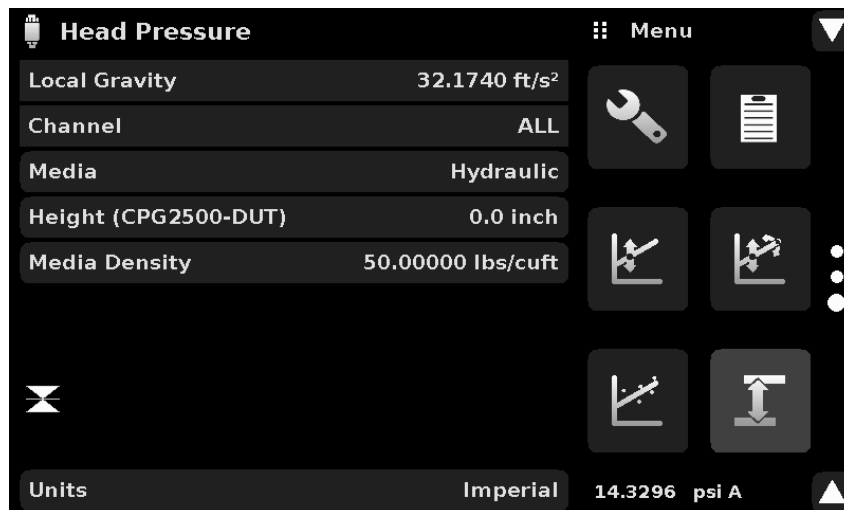 Head Pressure
Local Gravity 32.1740 ft/s²
Channel ALL
Media Hydraulic
Height (CPG2500-DUT) 0.0 inch
Media Density 50.00000 lbs/cuft
Units Imperial
Menu
14.3296 psi A